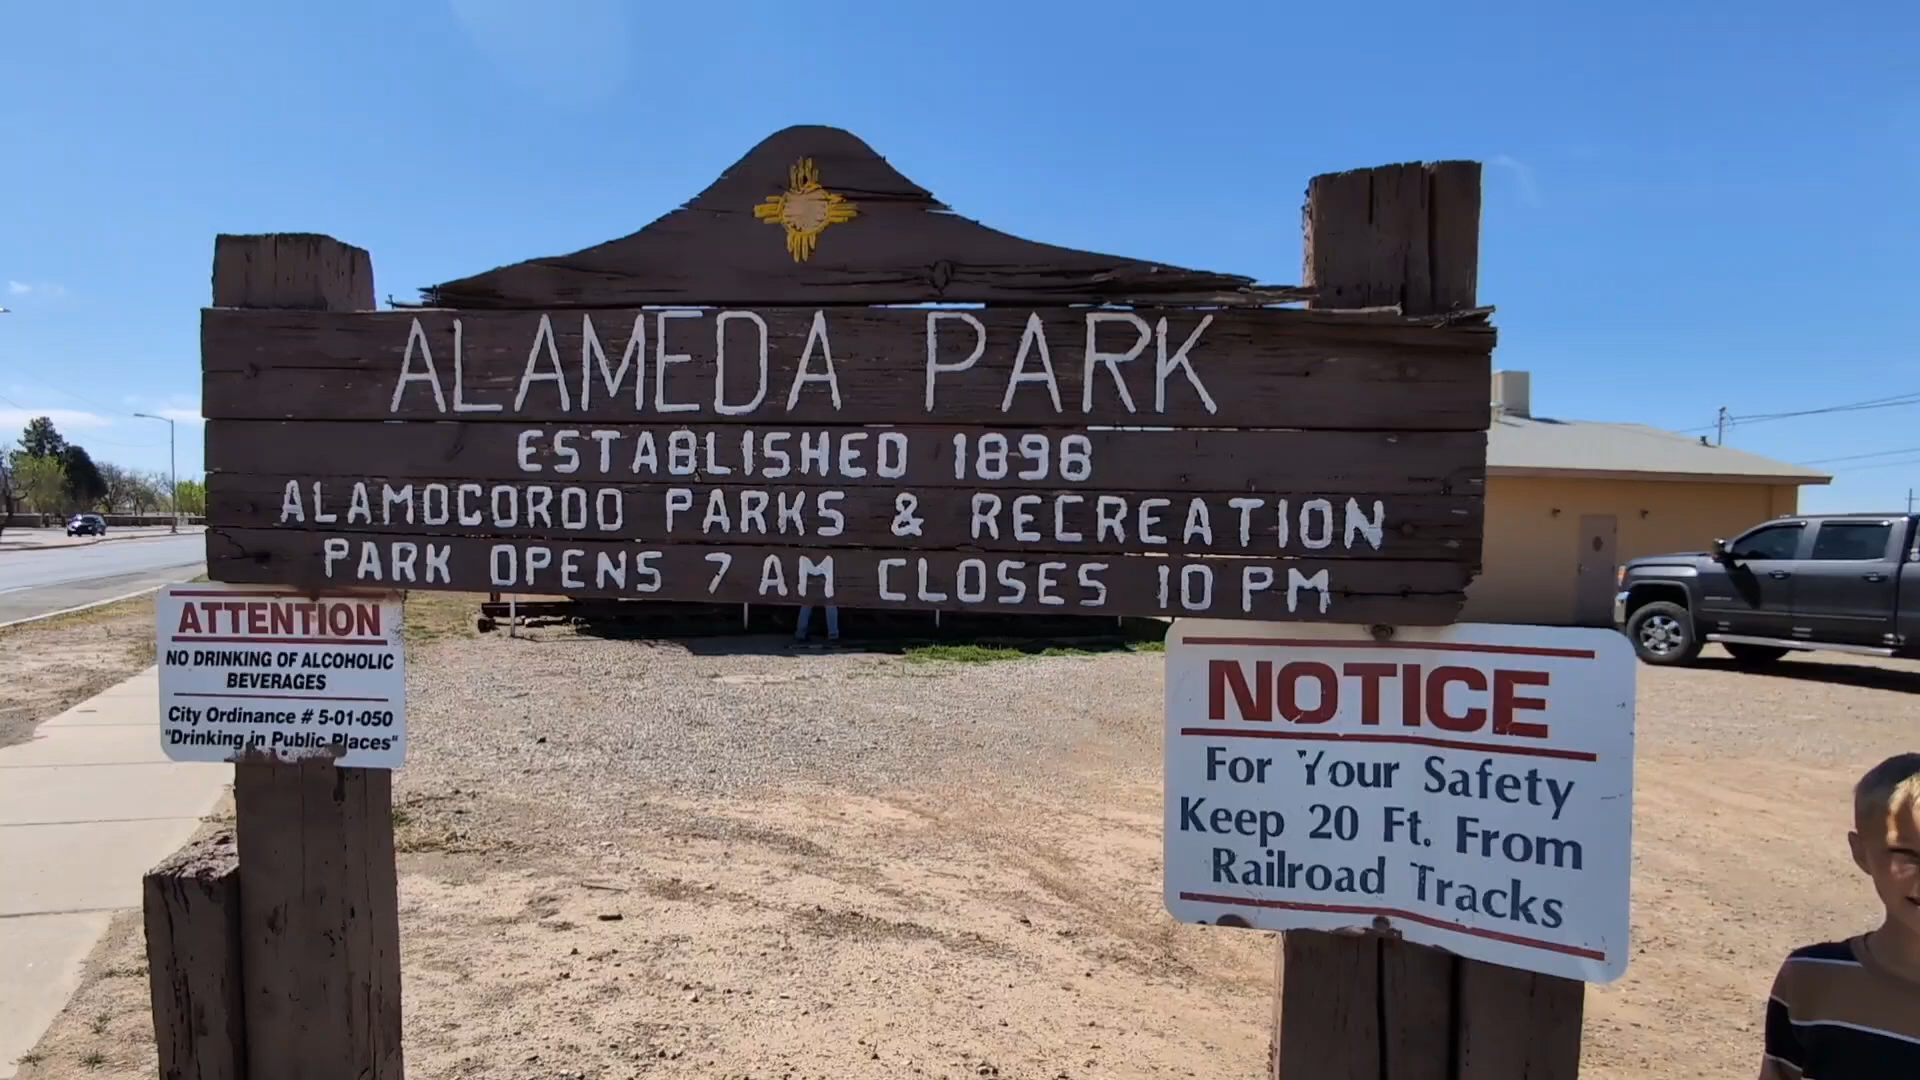 ALAMEDA PARK
ESTABLISHED 1898
ALAMOGORDO PARKS & RECREATION
PARK OPENS 7 AM CLOSES 10 PM
ATTENTION
NO DRINKING OF ALCOHOLIC
BEVERAGES
City Ordinance # 5-01-050
"Drinking in Public Places"
NOTICE
For Your Safety
Keep 20 Ft. From
Railroad Tracks